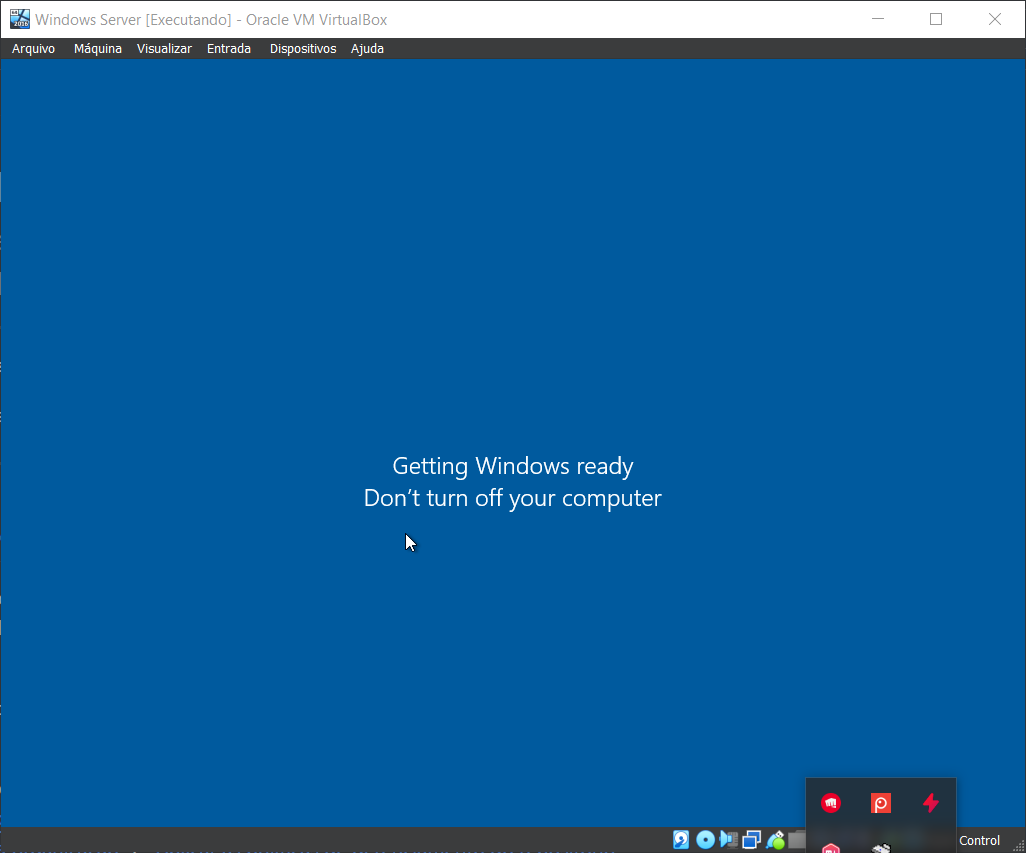 Windows Server [Executando] - Oracle VM VirtualBox
Arquivo Máquina Visualizar Entrada Dispositivos Ajuda
Getting Windows ready
Don't turn off your computer
Control